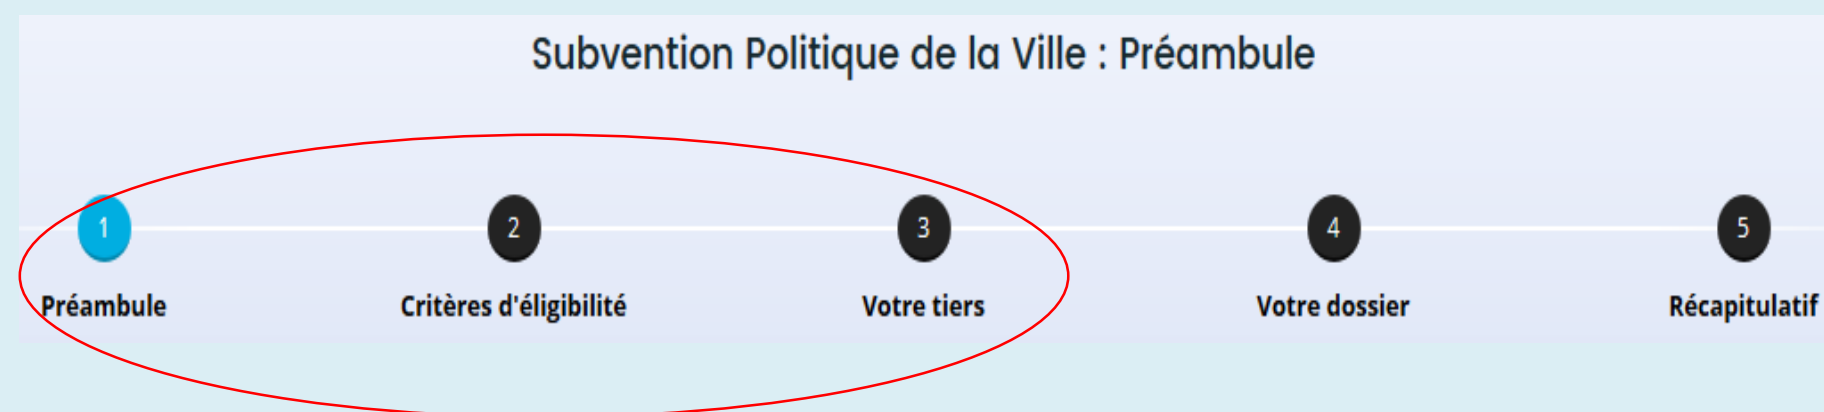 Subvention Politique de la Ville : Préambule
1 2 3 4 5
Préambule Critères d'éligibilité Votre tiers Votre dossier Récapitulatif